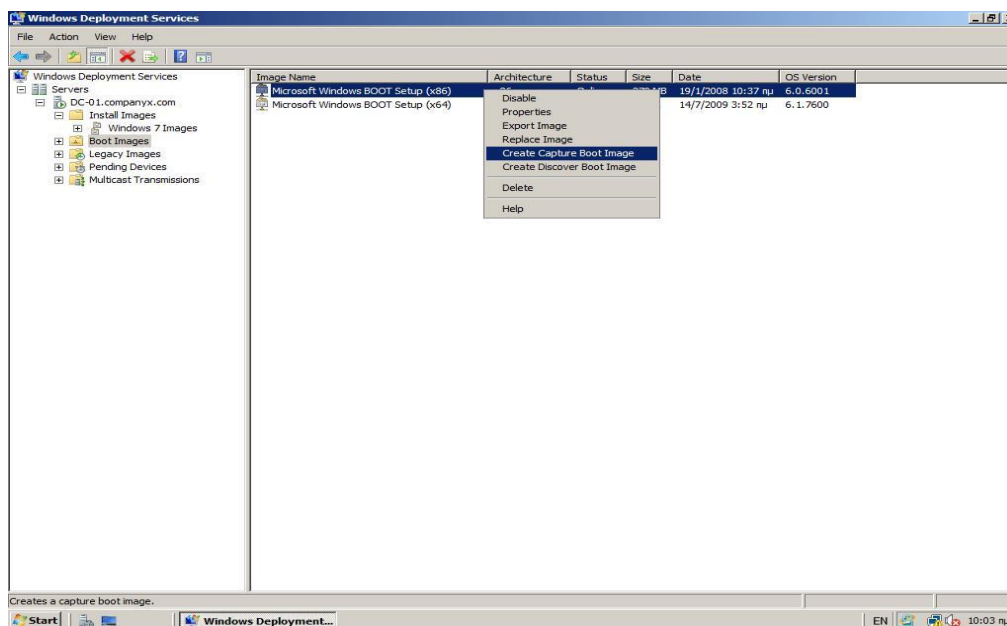 Windows Deployment Services
File Action View Help
Windows Deployment Services
Servers
DC-01.companyx.com
Install Images
Windows 7 Images
Boot Images
Legacy Images
Pending Devices
Multicast Transmissions
Image Name Architecture Status Size Date OS Version
Microsoft Windows BOOT Setup (x86) MB 19/1/2008 10:37 πμ 6.0.6001
Microsoft Windows BOOT Setup (x64) 14/7/2009 3:52 πμ 6.1.7600
Disable
Properties
Export Image
Replace Image
Create Capture Boot Image
Create Discover Boot Image
Delete
Help
Creates a capture boot image.
Start Windows Deployment... EN 10:03